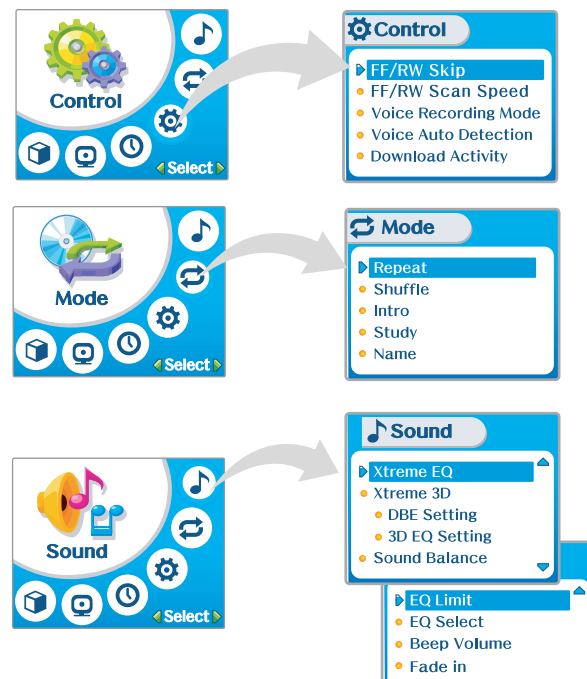 Control
Select
Control
FF/RW Skip
FF/RW Scan Speed
Voice Recording Mode
Voice Auto Detection
Download Activity
Mode
Select
Mode
Repeat
Shuffle
Intro
Study
Name
Sound
Select
Sound
Xtreme EQ
Xtreme 3D
DBE Setting
3D EQ Setting
Sound Balance
EQ Limit
EQ Select
Beep Volume
Fade in